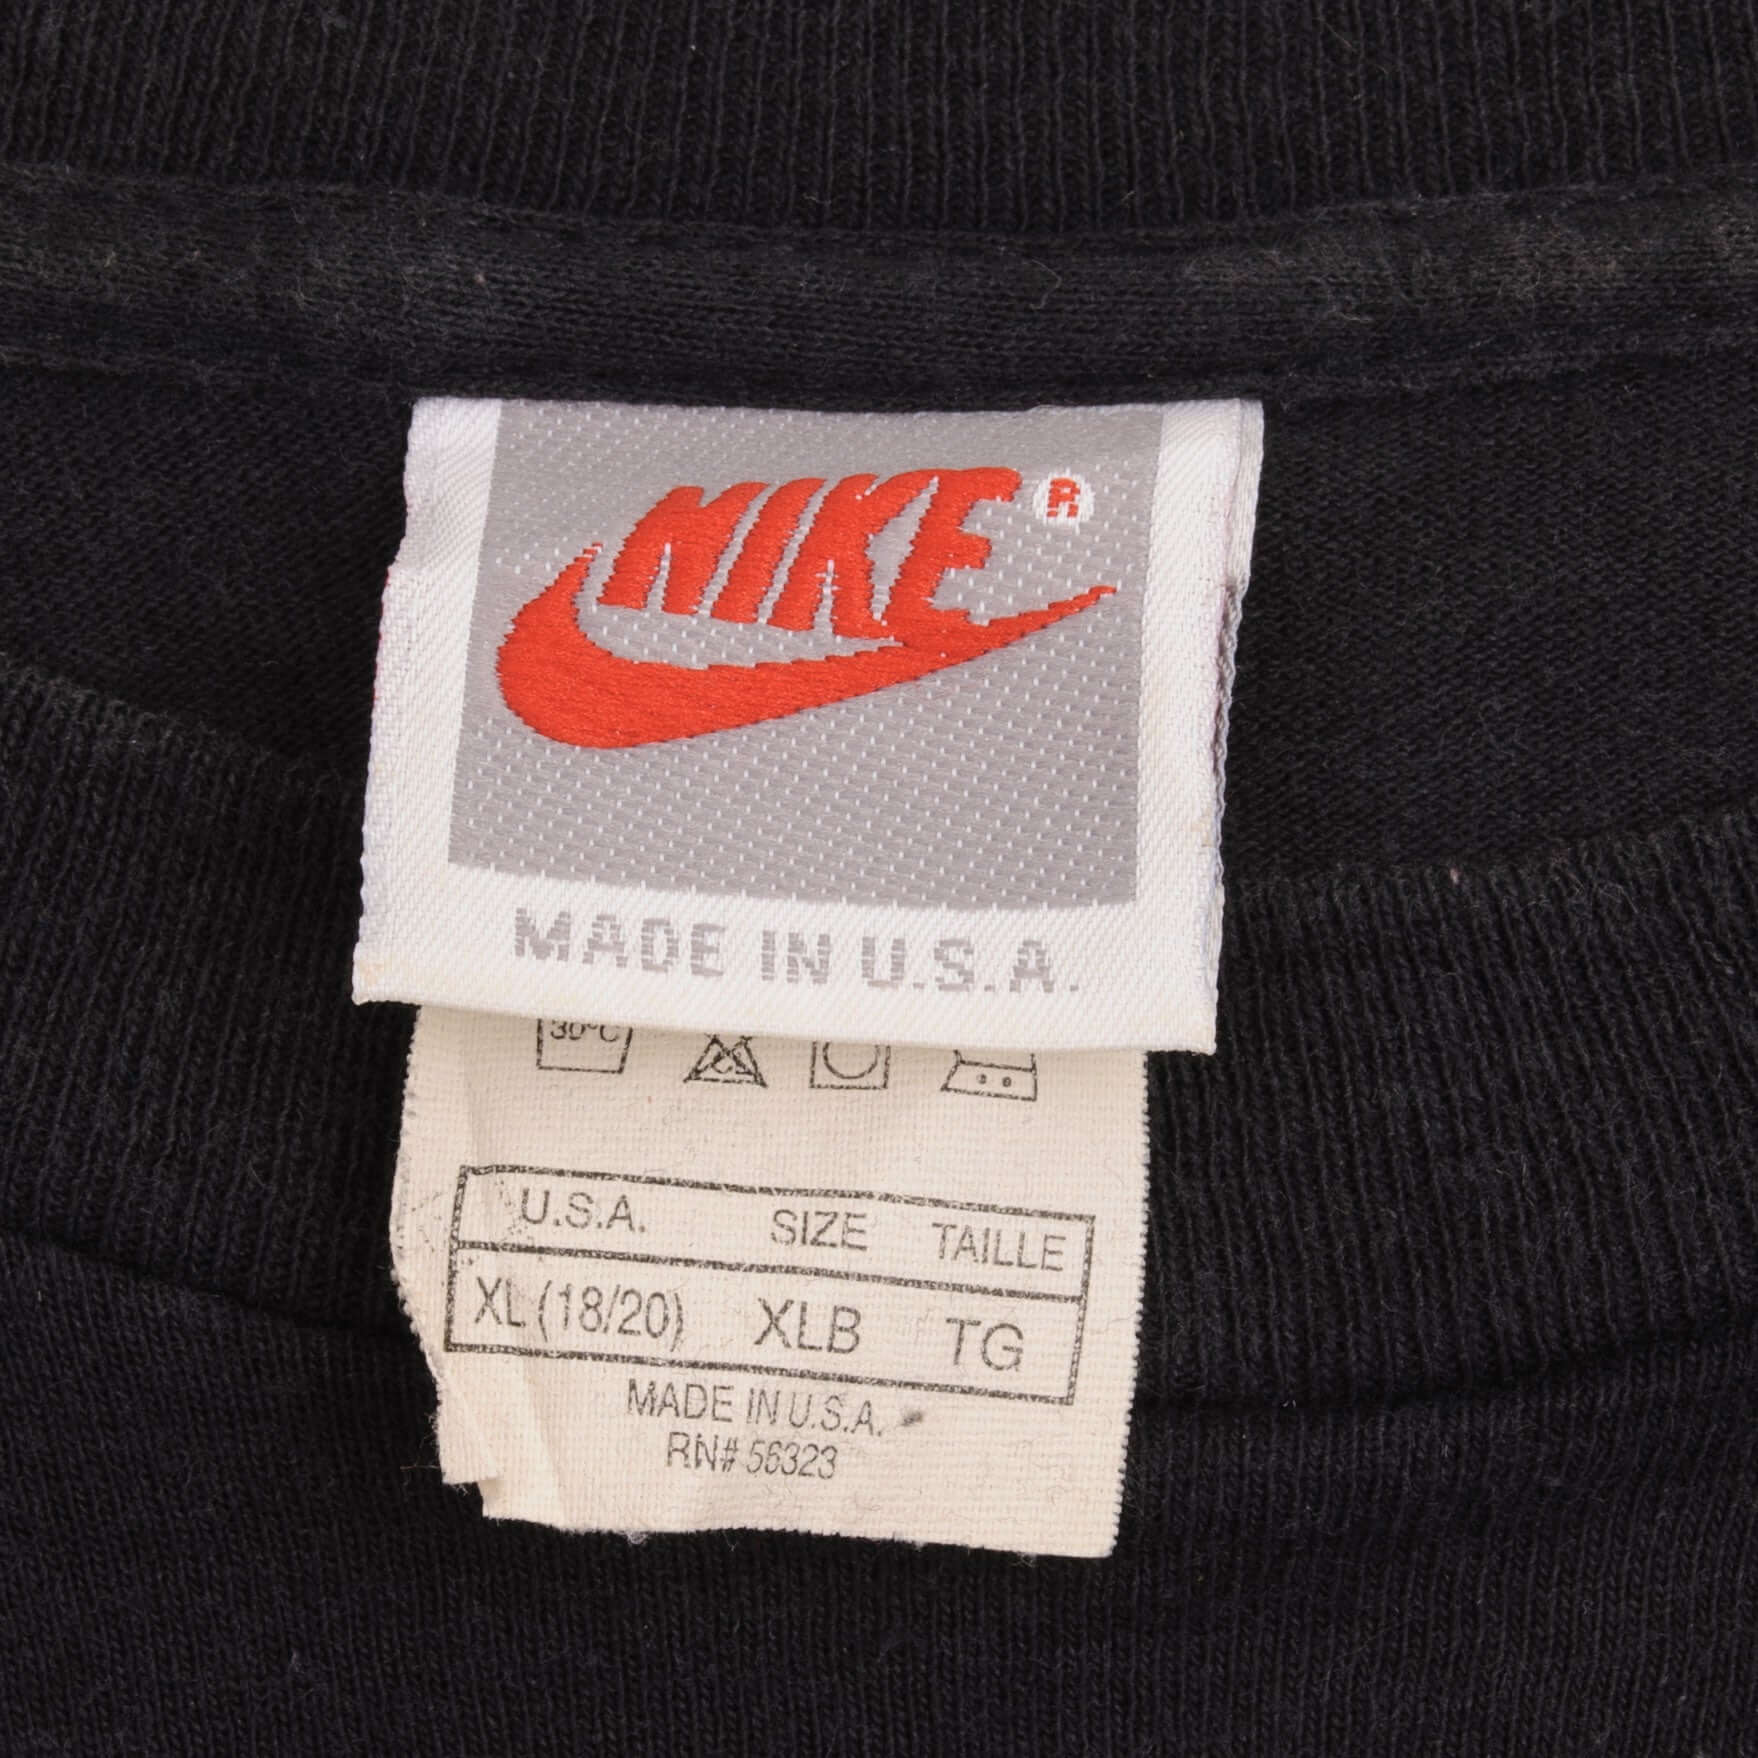 NIKE ®
MADE IN U.S.A.
30°C
U.S.A. SIZE TAILLE
XL (18/20) XLB TG
MADE IN U.S.A.
RN# 56323